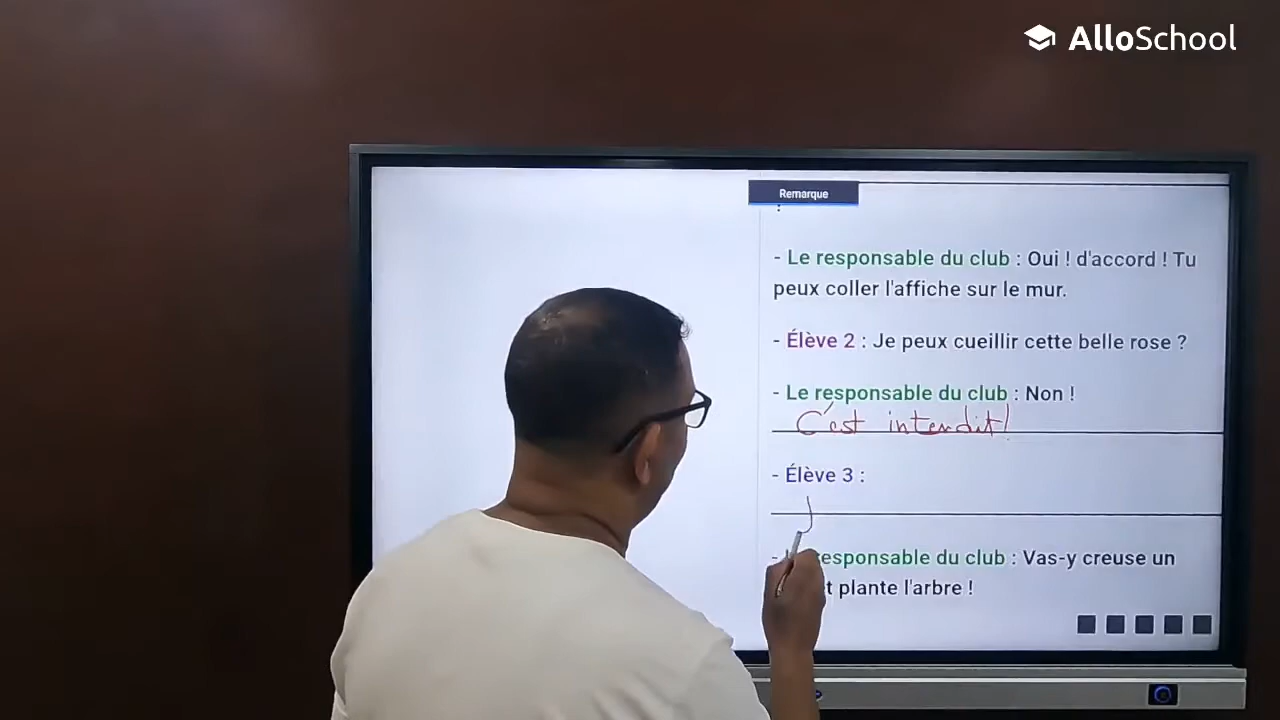 AlloSchool
Remarque
:
- Le responsable du club : Oui ! d'accord ! Tu
peux coller l'affiche sur le mur.
- Élève 2 : Je peux cueillir cette belle rose ?
- Le responsable du club : Non !
C'est interdit!
- Élève 3 :
J
- responsable du club : Vas-y creuse un
plante l'arbre !